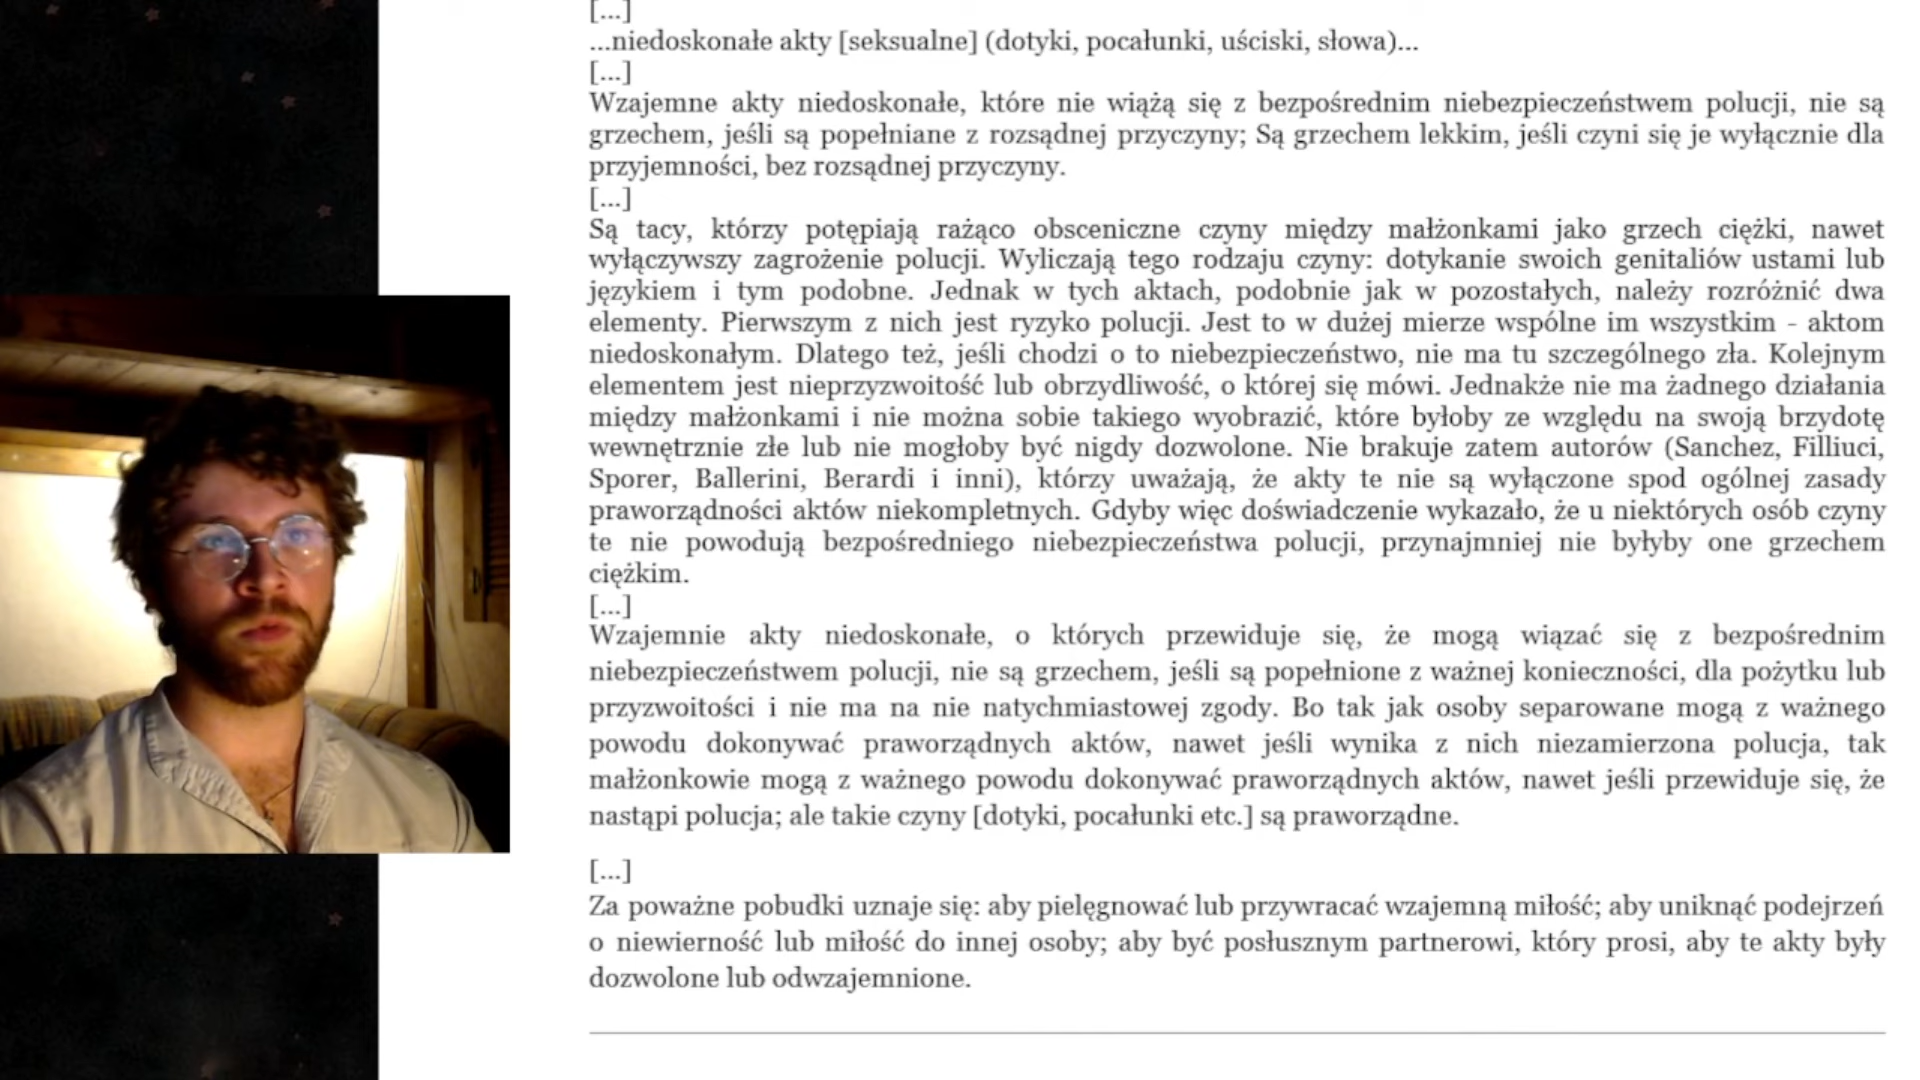 [...]
...niedoskonałe akty [seksualne] (dotyki, pocałunki, uściski, słowa)...
[...]
Wzajemne akty niedoskonałe, które nie wiążą się z bezpośrednim niebezpieczeństwem polucji, nie są
grzechem, jeśli są popełniane z rozsądnej przyczyny; Są grzechem lekkim, jeśli czyni się je wyłącznie dla
przyjemności, bez rozsądnej przyczyny.
[...]
Są tacy, którzy potępiają rażąco obsceniczne czyny między małżonkami jako grzech ciężki, nawet
wyłączywszy zagrożenie polucji. Wyliczają tego rodzaju czyny: dotykanie swoich genitaliów ustami lub
językiem i tym podobne. Jednak w tych aktach, podobnie jak w pozostałych, należy rozróżnić dwa
elementy. Pierwszym z nich jest ryzyko polucji. Jest to w dużej mierze wspólne im wszystkim - aktom
niedoskonałym. Dlatego też, jeśli chodzi o to niebezpieczeństwo, nie ma tu szczególnego zła. Kolejnym
elementem jest nieprzyzwoitość lub obrzydliwość, o której się mówi. Jednakże nie ma żadnego działania
między małżonkami i nie można sobie takiego wyobrazić, które byłoby ze względu na swoją brzydotę
wewnętrznie złe lub nie mogłoby być nigdy dozwolone. Nie brakuje zatem autorów (Sanchez, Filliuci,
Sporer, Ballerini, Berardi i inni), którzy uważają, że akty te nie są wyłączone spod ogólnej zasady
praworządności aktów niekompletnych. Gdyby więc doświadczenie wykazało, że u niektórych osób czyny
te nie powodują bezpośredniego niebezpieczeństwa polucji, przynajmniej nie byłyby one grzechem
ciężkim.
[...]
Wzajemnie akty niedoskonałe, o których przewiduje się, że mogą wiązać się z bezpośrednim
niebezpieczeństwem polucji, nie są grzechem, jeśli są popełnione z ważnej konieczności, dla pożytku lub
przyzwoitości i nie ma na nie natychmiastowej zgody. Bo tak jak osoby separowane mogą z ważnego
powodu dokonywać praworządnych aktów, nawet jeśli wynika z nich niezamierzona polucja, tak
małżonkowie mogą z ważnego powodu dokonywać praworządnych aktów, nawet jeśli przewiduje się, że
nastąpi polucja; ale takie czyny [dotyki, pocałunki etc.] są praworządne.
[...]
Za poważne pobudki uznaje się: aby pielęgnować lub przywracać wzajemną miłość; aby uniknąć podejrzeń
o niewierność lub miłość do innej osoby; aby być posłusznym partnerowi, który prosi, aby te akty były
dozwolone lub odwzajemnione.